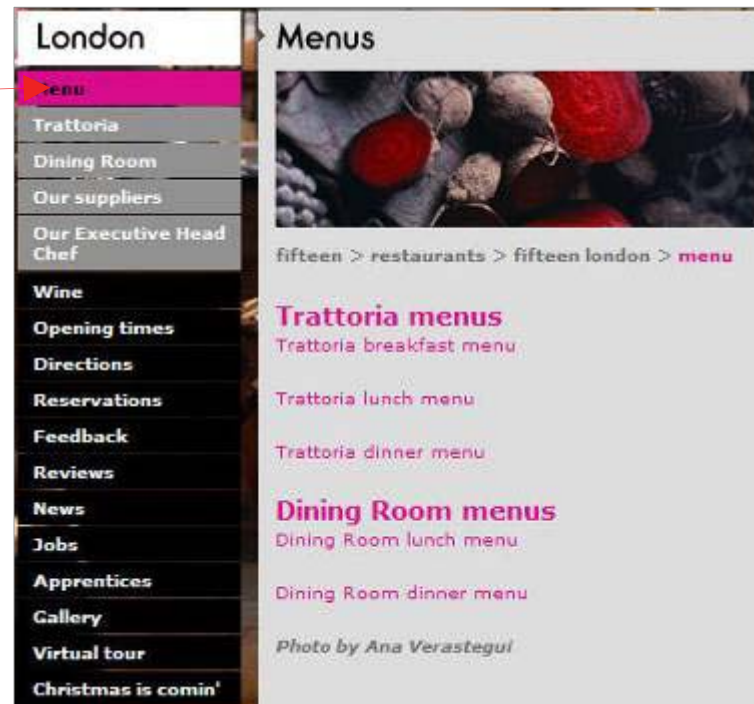 London
Menu
Trattoria
Dining Room
Our suppliers
Our Executive Head
Chef
Wine
Opening times
Directions
Reservations
Feedback
Reviews
News
Jobs
Apprentices
Gallery
Virtual tour
Christmas is comin'
Menus
fifteen > restaurants > fifteen london > menu
Trattoria menus
Trattoria breakfast menu
Trattoria lunch menu
Trattoria dinner menu
Dining Room menus
Dining Room lunch menu
Dining Room dinner menu
Photo by Ana Verastegui